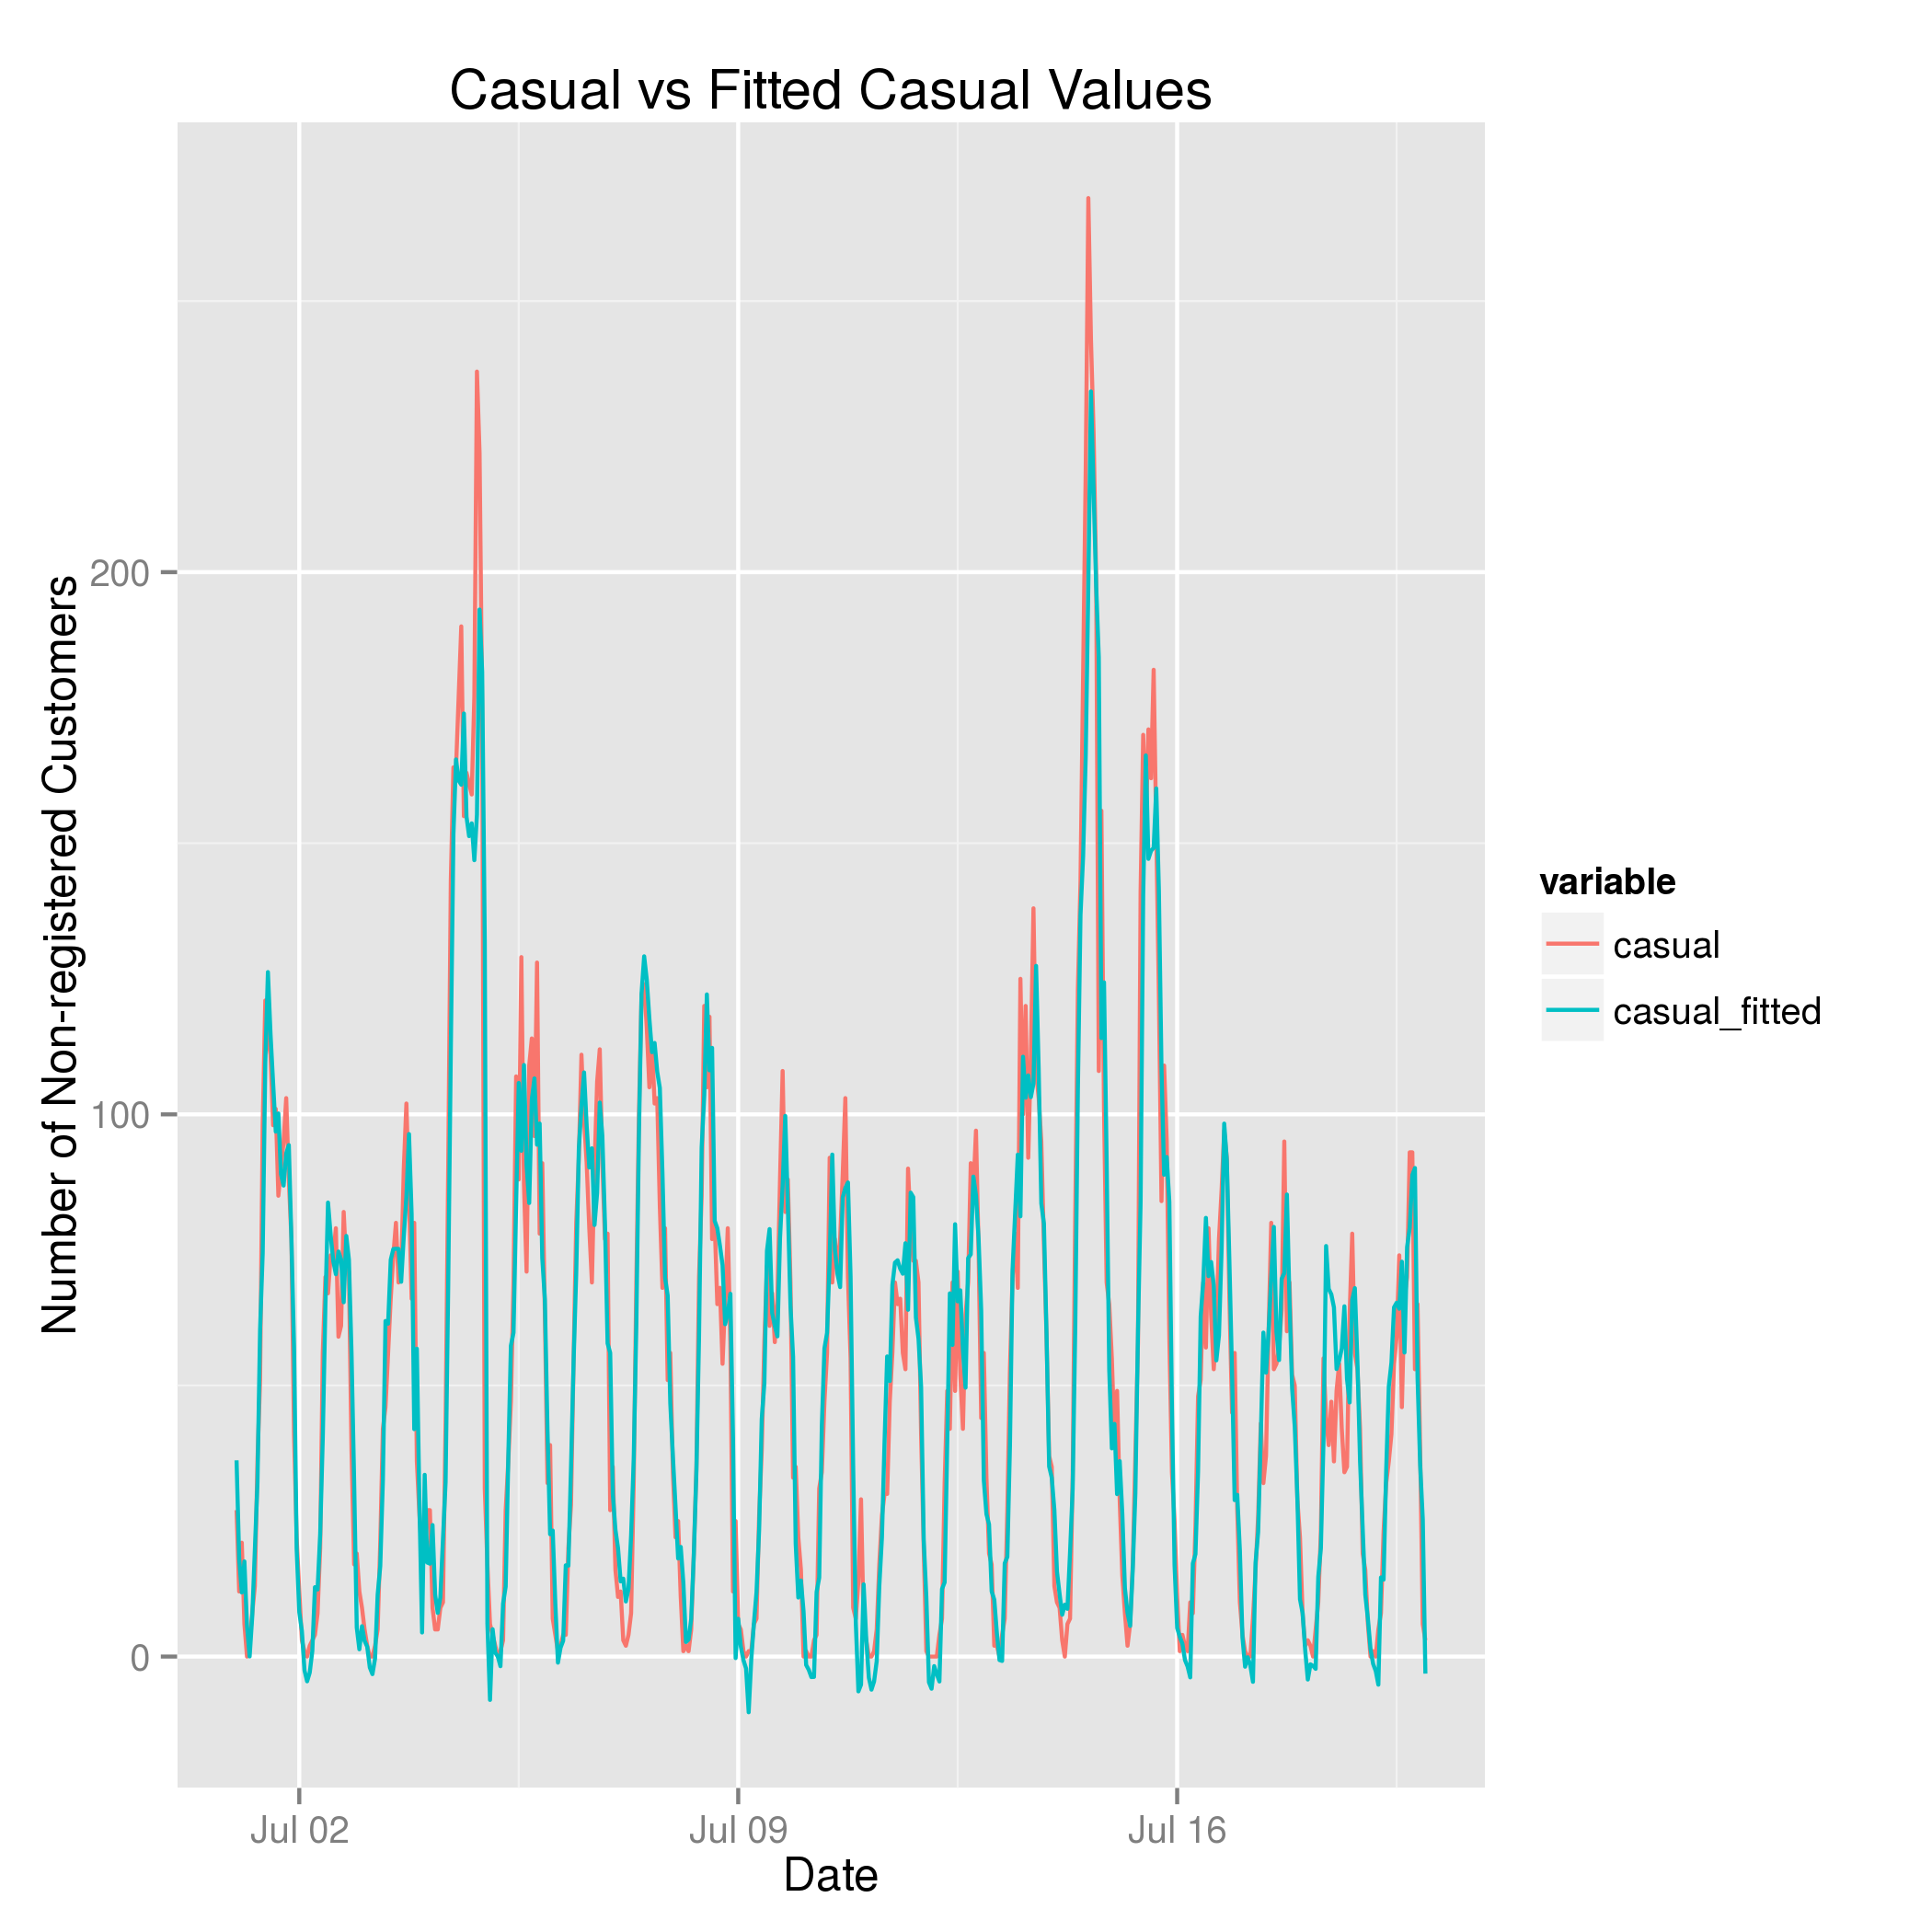 Casual vs Fitted Casual Values
Number of Non-registered Customers
200
100
0
Jul 02
Jul 09
Jul 16
Date
variable
casual
casual_fitted